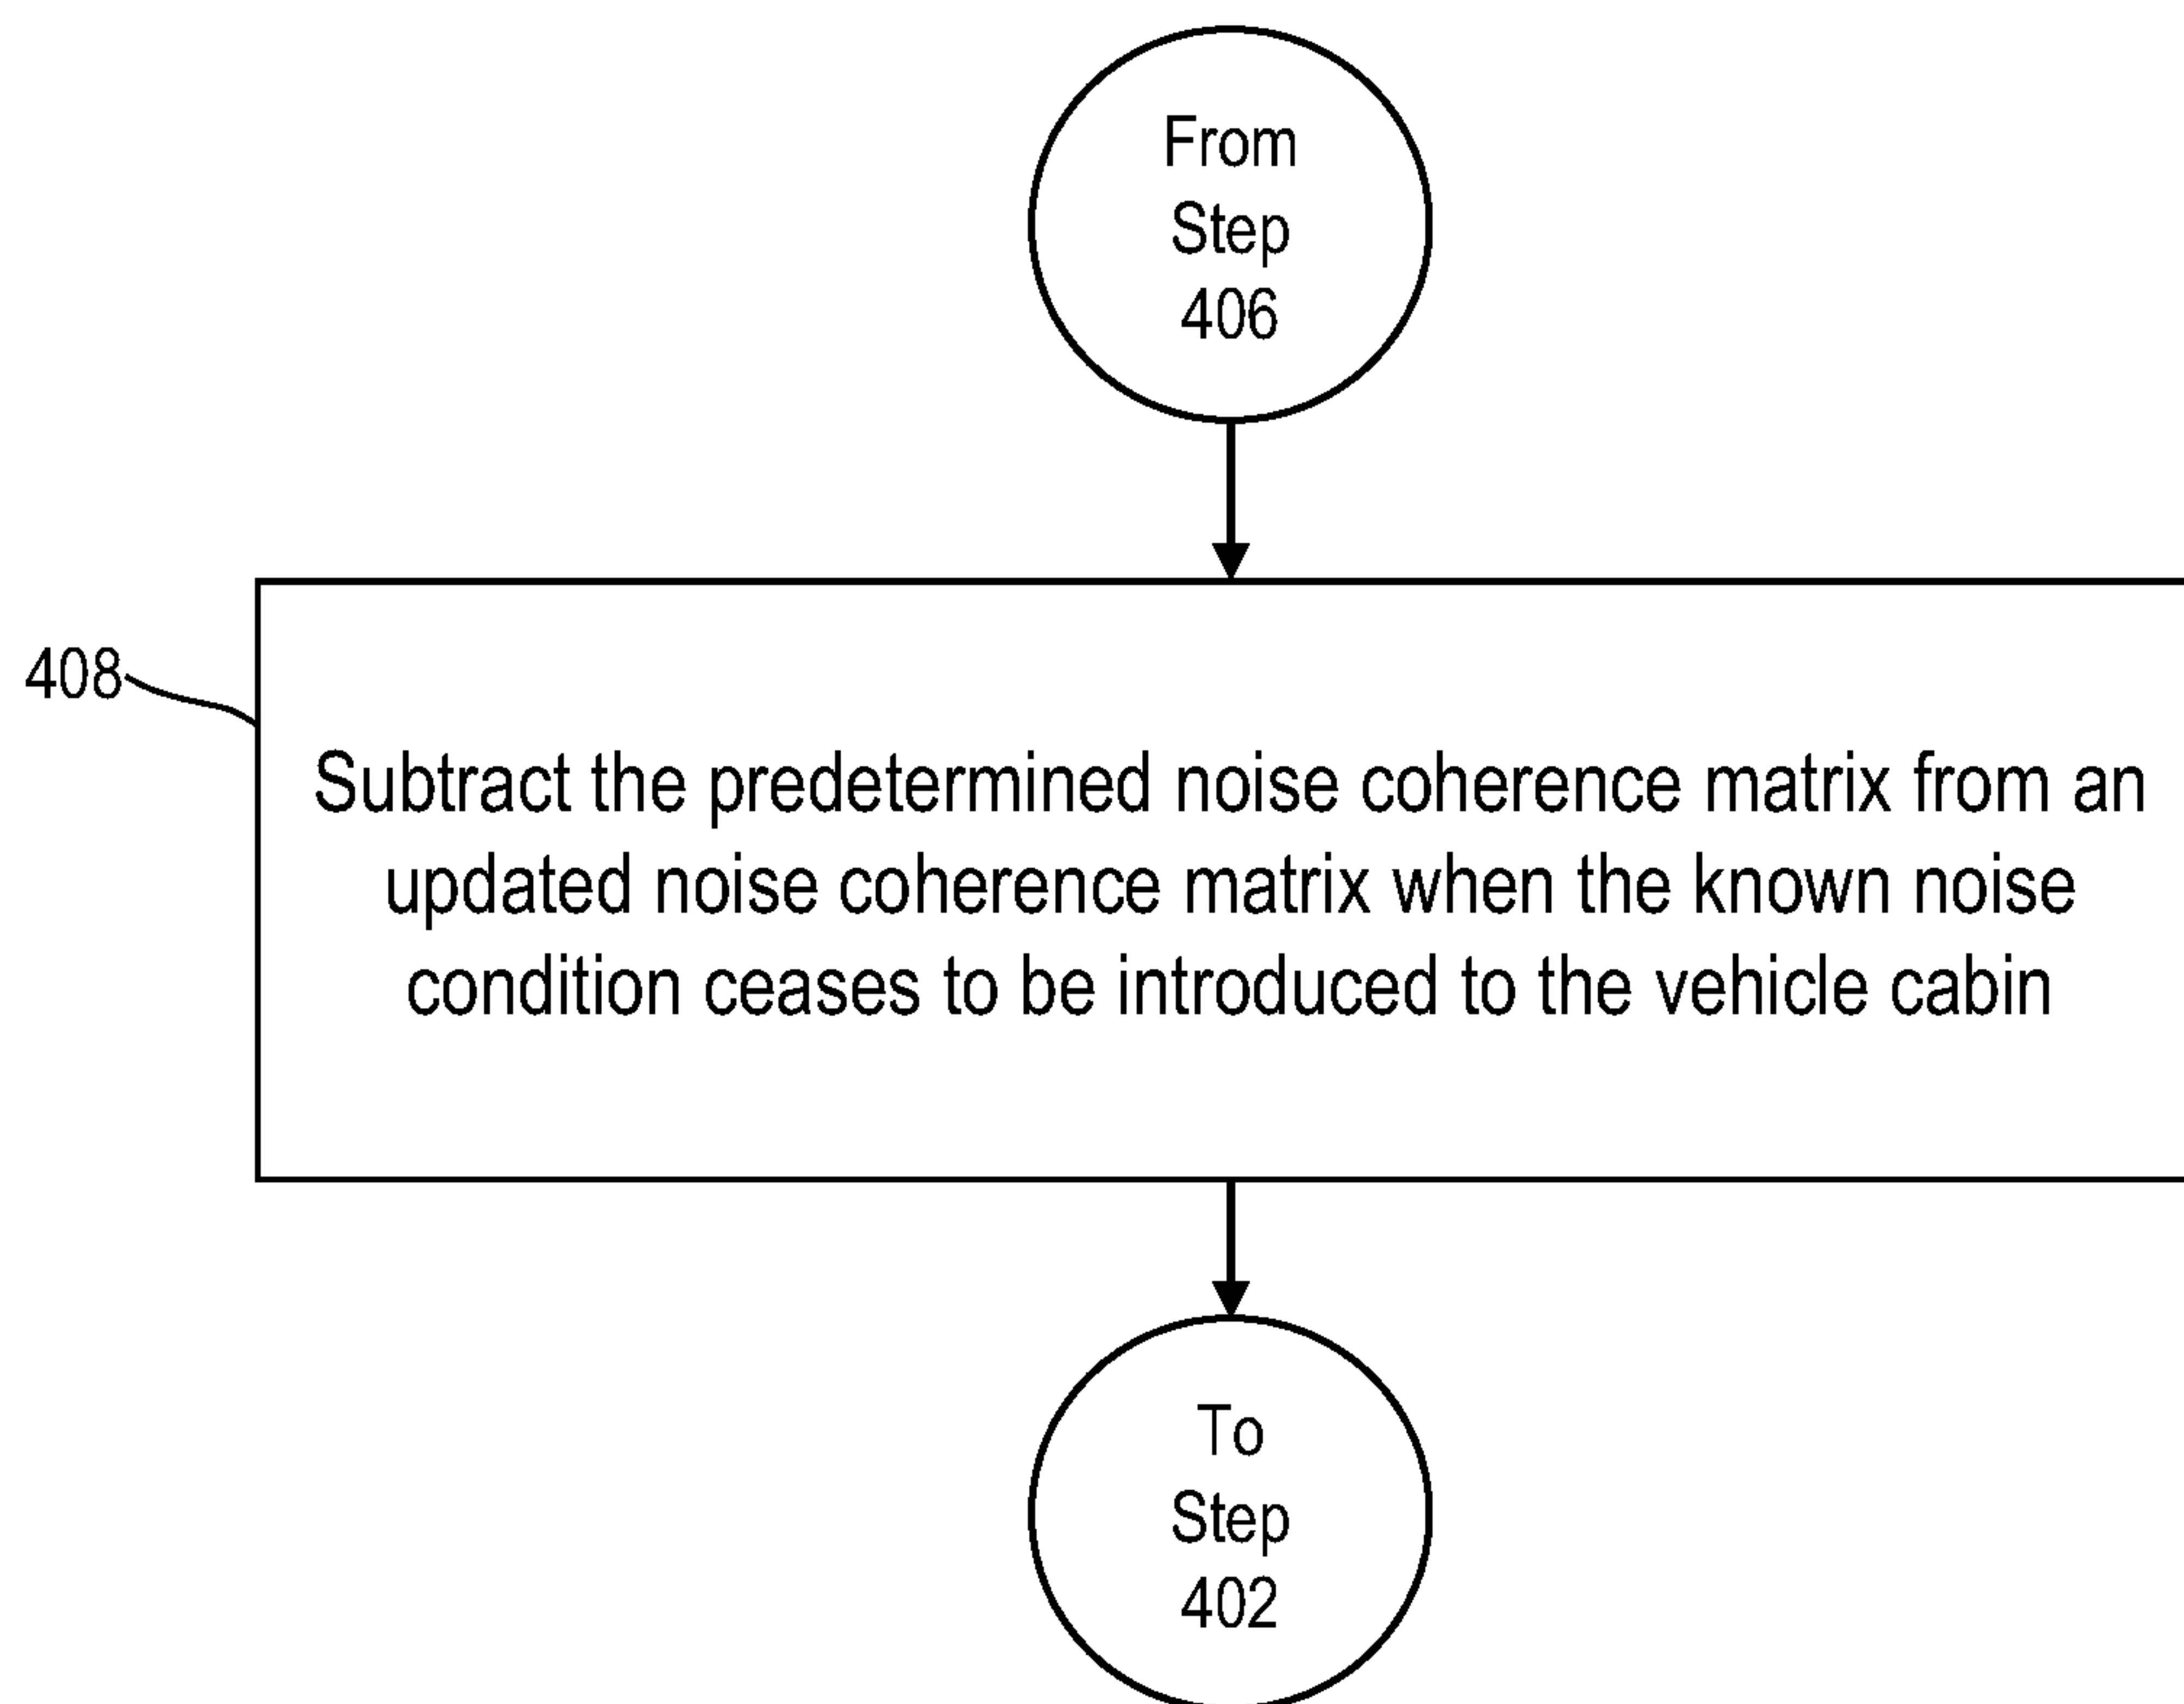 From
Step
406
408
Subtract the predetermined noise coherence matrix from an
updated noise coherence matrix when the known noise
condition ceases to be introduced to the vehicle cabin
To
Step
402